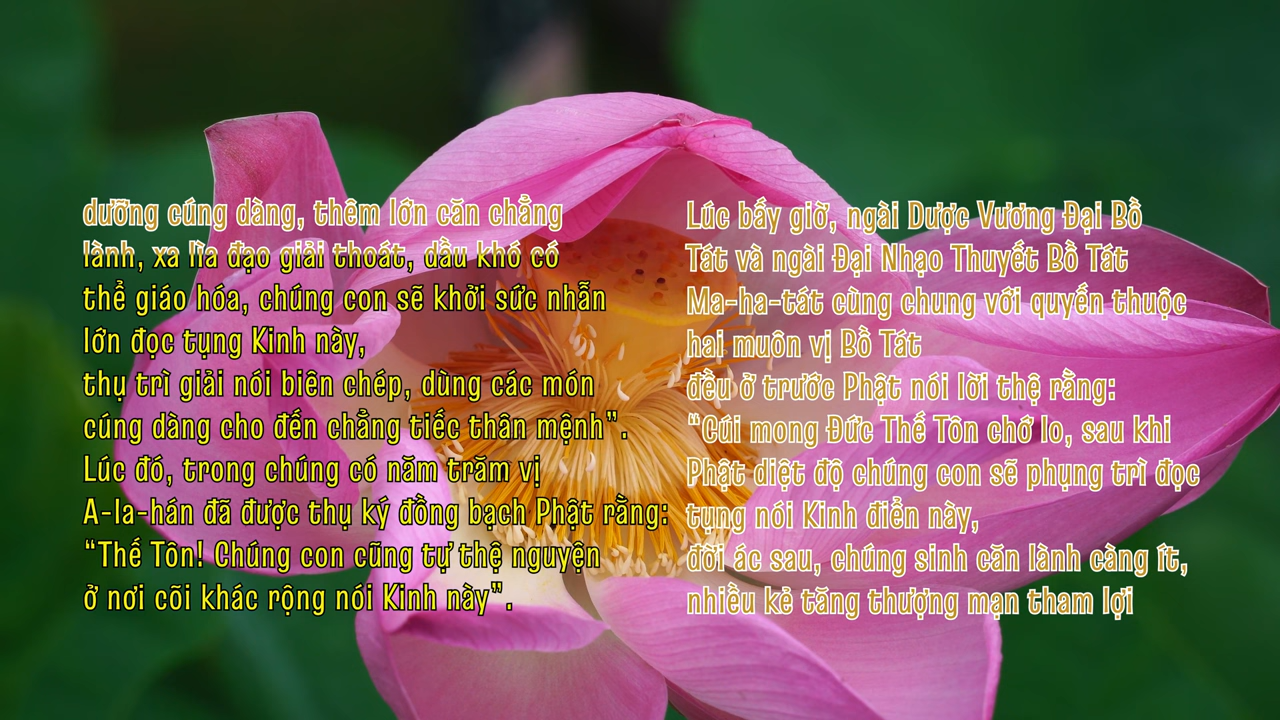 dưỡng cúng dàng, thêm lớn căn chẳng
lành, xa lìa đạo giải thoát, dầu khó có
thể giáo hóa, chúng con sẽ khởi sức nhẫn
lớn đọc tụng Kinh này,
thụ trì giải nói biên chép, dùng các món
cúng dàng cho đến chẳng tiếc thân mệnh”.
Lúc đó, trong chúng có năm trăm vị
A-la-hán đã được thụ ký đồng bạch Phật rằng:
“Thế Tôn! Chúng con cũng tự thệ nguyện
ở nơi cõi khác rộng nói Kinh này”.
Lúc bấy giờ, ngài Dược Vương Đại Bồ
Tát và ngài Đại Nhạo Thuyết Bồ Tát
Ma-ha-tát cùng chung với quyến thuộc
hai muôn vị Bồ Tát
đều ở trước Phật nói lời thệ rằng:
“Cúi mong Đức Thế Tôn chớ lo, sau khi
Phật diệt độ chúng con sẽ phụng trì đọc
tụng nói Kinh điển này,
đời ác sau, chúng sinh căn lành càng ít,
nhiều kẻ tăng thượng mạn tham lợi